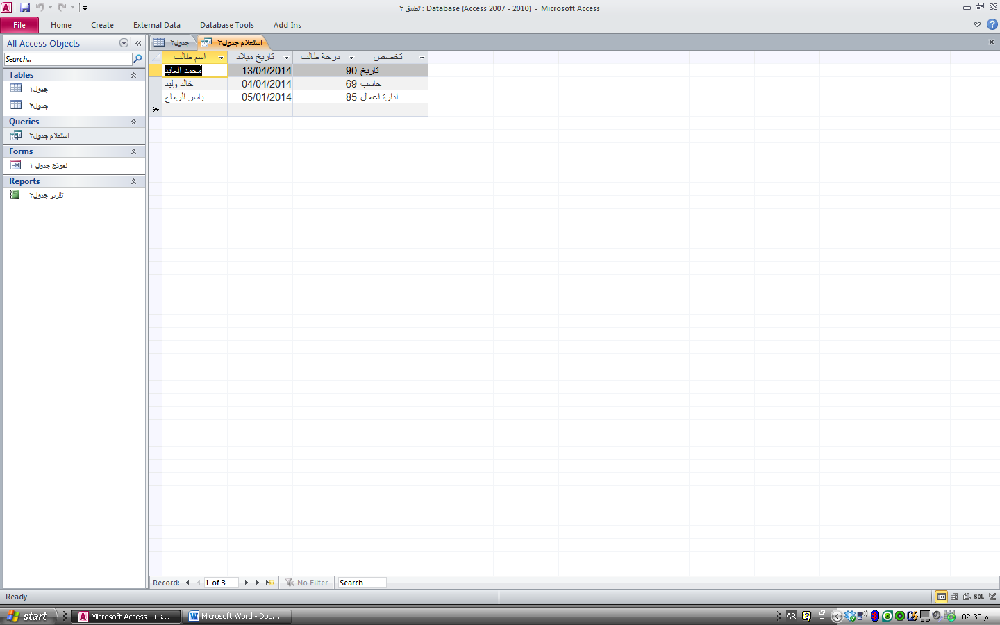 تطبيق ٢ : Database (Access 2007 - 2010) - Microsoft Access
File Home Create External Data Database Tools Add-Ins
All Access Objects
جدول٢ استعلام جدول٢
Search...
اسم طالب تاريخ ميلاد درجة طالب تخصص
محمد العايد 13/04/2014 90 تاريخ
خالد وليد 04/04/2014 69 حاسب
ياسر الرماح 05/01/2014 85 ادارة اعمال
Tables
جدول١
جدول٢
Queries
استعلام جدول٢
Forms
نموذج جدول ١
Reports
تقرير جدول٢
Record: 1 of 3 No Filter Search
Ready
SQL
start Microsoft Access - Microsoft Word - Doc... AR 02:30 م